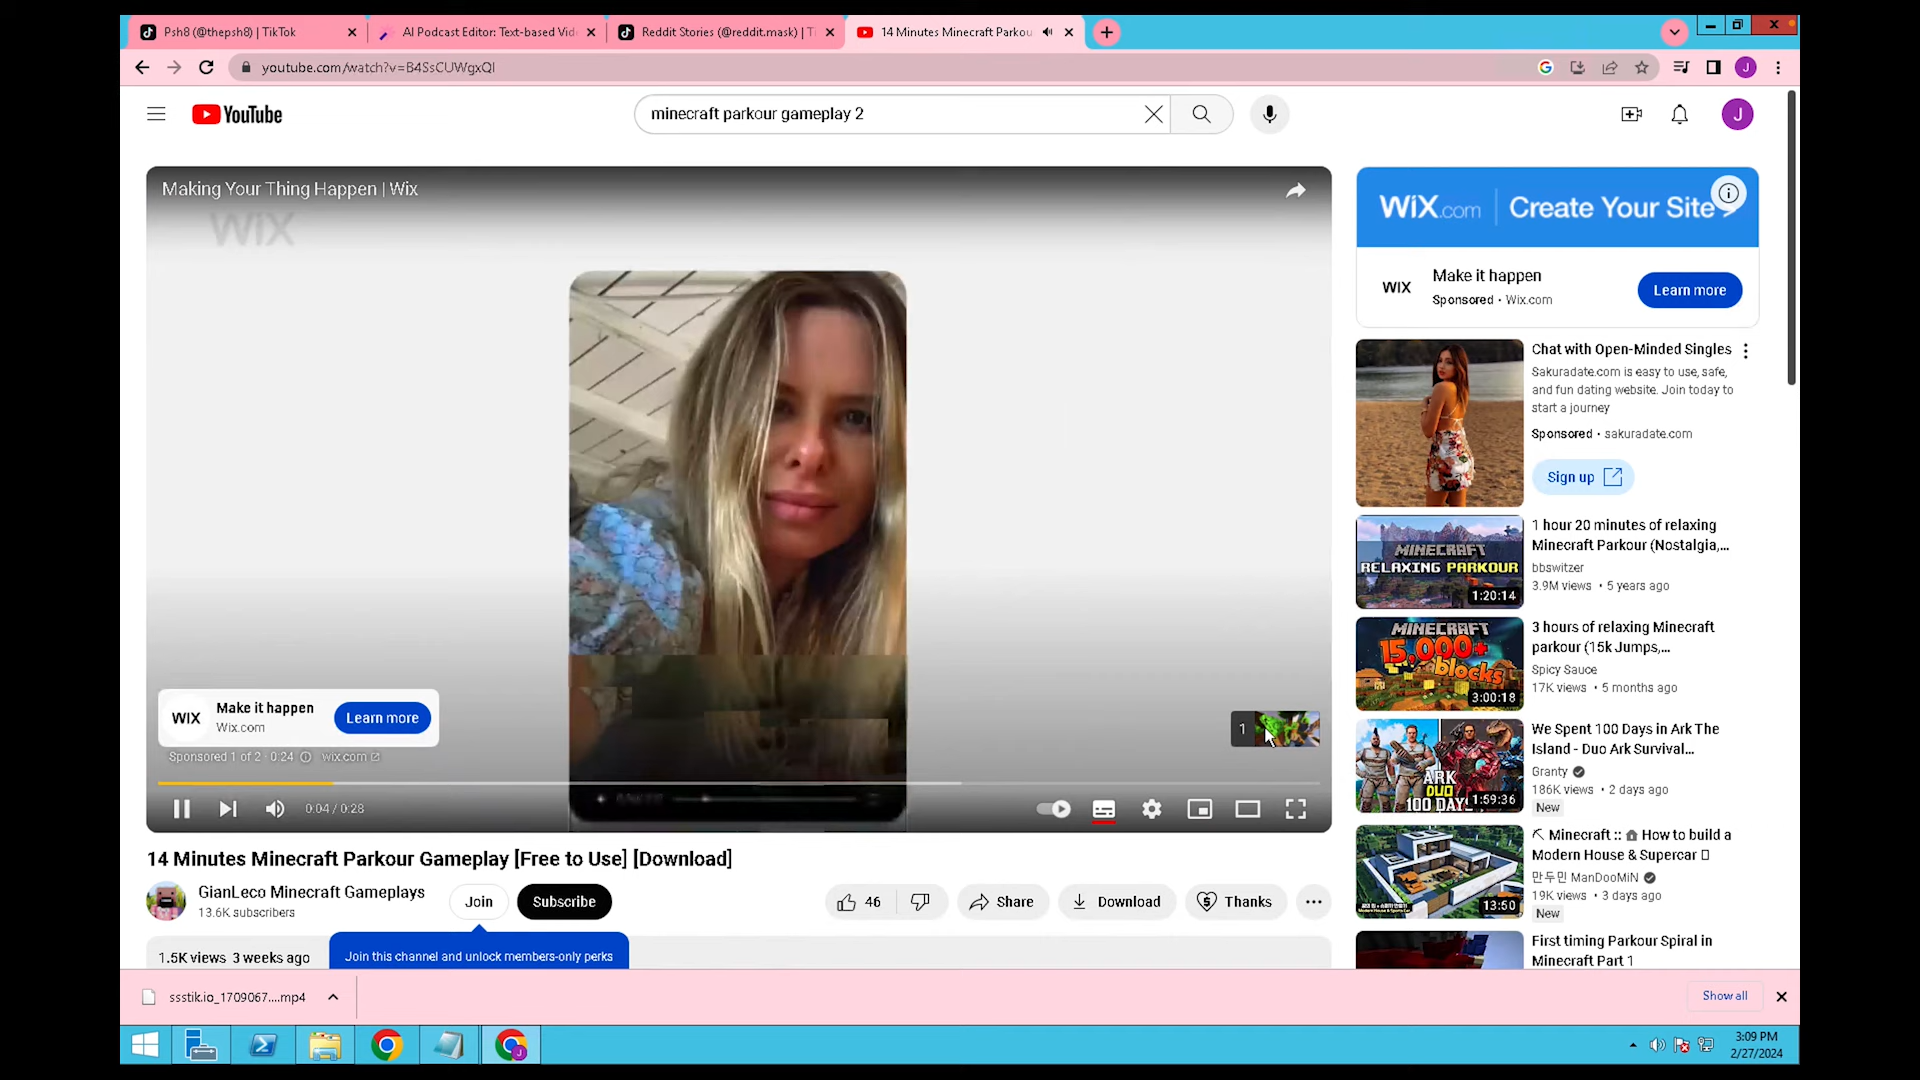 Psh8 (@thepsh8) | TikTok
AI Podcast Editor: Text-based Vid
Reddit Stories (@reddit.mask) | Ti
14 Minutes Minecraft Parkou
youtube.com/watch?v=B4SsCUWgxQI
J
YouTube
minecraft parkour gameplay 2
J
Making Your Thing Happen | Wix
WIX
Make it happen
Wix.com
WIX
Learn more
Sponsored 1 of 2 · 0:24
wix.com
1
0:04 / 0:28
14 Minutes Minecraft Parkour Gameplay [Free to Use] [Download]
GianLeco Minecraft Gameplays
13.6K subscribers
Join
Subscribe
46
Share
Download
Thanks
1.5K views 3 weeks ago
Join this channel and unlock members-only perks
WiX.com | Create Your Site >
WIX
Make it happen
Sponsored · Wix.com
Learn more
Chat with Open-Minded Singles
Sakuradate.com is easy to use, safe,
and fun dating website. Join today to
start a journey
Sponsored · sakuradate.com
Sign up
MINECRAFT
RELAXING PARKOUR
1:20:14
1 hour 20 minutes of relaxing
Minecraft Parkour (Nostalgia,...
bbswitzer
3.9M views • 5 years ago
MINECRAFT
15,000+
blocks
3:00:18
3 hours of relaxing Minecraft
parkour (15k Jumps,...
Spicy Sauce
17K views • 5 months ago
ARK
DUO
100 DAYS
1:59:36
We Spent 100 Days in Ark The
Island - Duo Ark Survival...
Granty
186K views • 2 days ago
New
13:50
Minecraft :: How to build a
Modern House & Supercar
만두민 ManDooMiN
19K views • 3 days ago
New
First timing Parkour Spiral in
Minecraft Part 1
ssstik.io_1709067....mp4
Show all
J
3:09 PM
2/27/2024